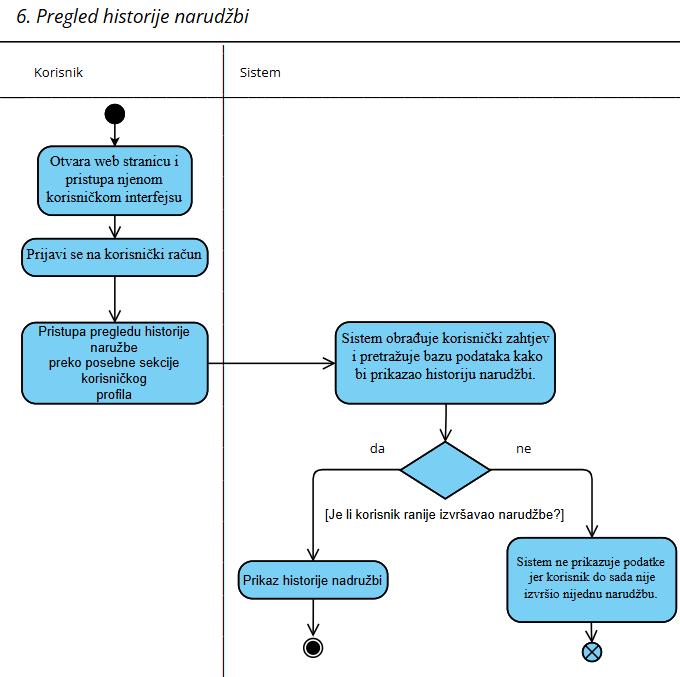 6. Pregled historije narudžbi
Korisnik
Sistem
Otvara web stranicu i
pristupa njenom
korisničkom interfejsu
Prijavi se na korisnički račun
Pristupa pregledu historije
naružbe
preko posebne sekcije
korisničkog
profila
Sistem obrađuje korisnički zahtjev
i pretražuje bazu podataka kako
bi prikazao historiju narudžbi.
da
ne
[Je li korisnik ranije izvršavao narudžbe?]
Prikaz historije nadružbi
Sistem ne prikazuje podatke
jer korisnik do sada nije
izvršio nijednu narudžbu.